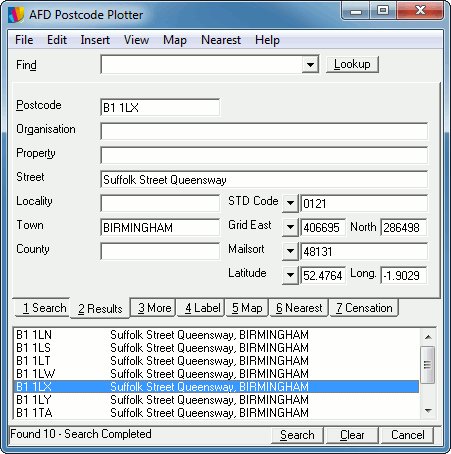 AFD Postcode Plotter
File Edit Insert View Map Nearest Help
Find Lookup
Postcode B1 1LX
Organisation
Property
Street Suffolk Street Queensway
Locality STD Code 0121
Town BIRMINGHAM Grid East 406695 North 286498
County Mailsort 48131
Latitude 52.4764 Long. -1.9029
1 Search 2 Results 3 More 4 Label 5 Map 6 Nearest 7 Censation
B1 1LN Suffolk Street Queensway, BIRMINGHAM
B1 1LS Suffolk Street Queensway, BIRMINGHAM
B1 1LT Suffolk Street Queensway, BIRMINGHAM
B1 1LW Suffolk Street Queensway, BIRMINGHAM
B1 1LX Suffolk Street Queensway, BIRMINGHAM
B1 1LY Suffolk Street Queensway, BIRMINGHAM
B1 1TA Suffolk Street Queensway, BIRMINGHAM
Found 10 - Search Completed Search Clear Cancel